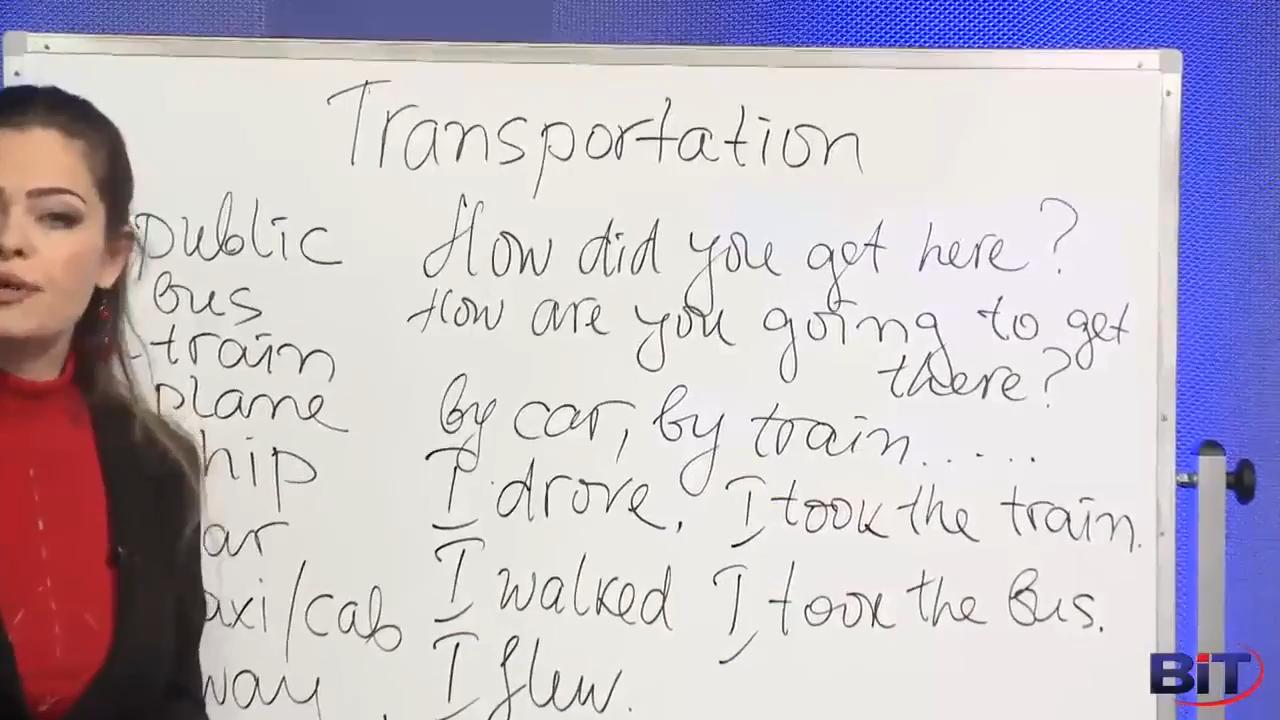 Transportation
public
bus
train
plane
hip
ar
axi/cab
way
How did you get here?
How are you going to get
there?
by car, by train.....
I drove, I took the train.
I walked I took the bus.
I flew.
BiT